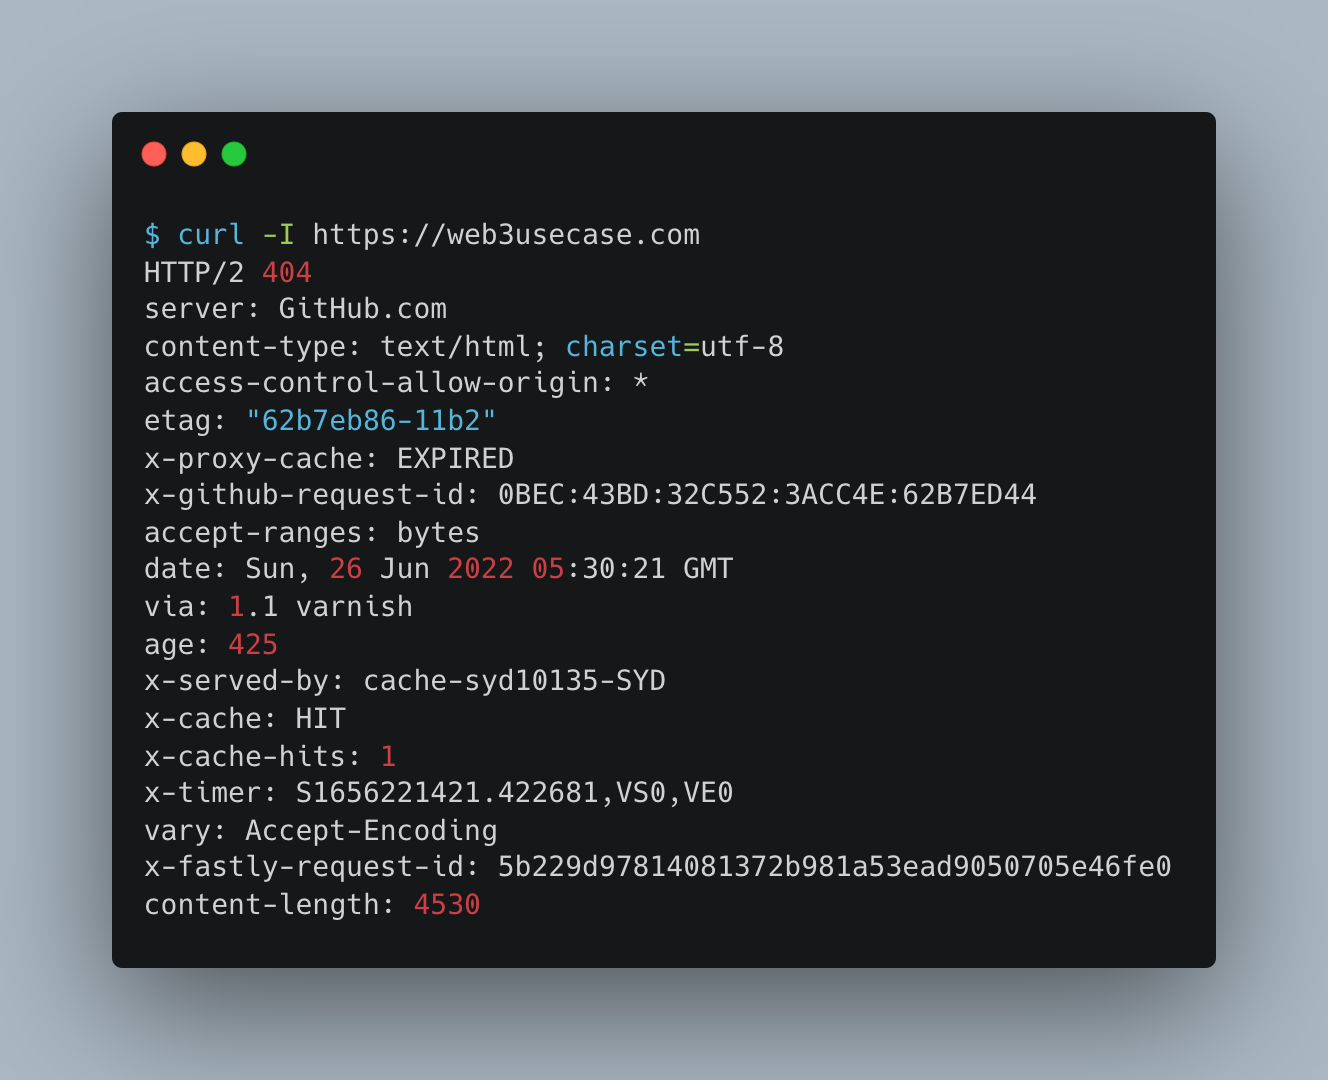 $ curl -I https://web3usecase.com
HTTP/2 404
server: GitHub.com
content-type: text/html; charset=utf-8
access-control-allow-origin: *
etag: "62b7eb86-11b2"
x-proxy-cache: EXPIRED
x-github-request-id: 0BEC:43BD:32C552:3ACC4E:62B7ED44
accept-ranges: bytes
date: Sun, 26 Jun 2022 05:30:21 GMT
via: 1.1 varnish
age: 425
x-served-by: cache-syd10135-SYD
x-cache: HIT
x-cache-hits: 1
x-timer: S1656221421.422681,VS0,VE0
vary: Accept-Encoding
x-fastly-request-id: 5b229d97814081372b981a53ead9050705e46fe0
content-length: 4530